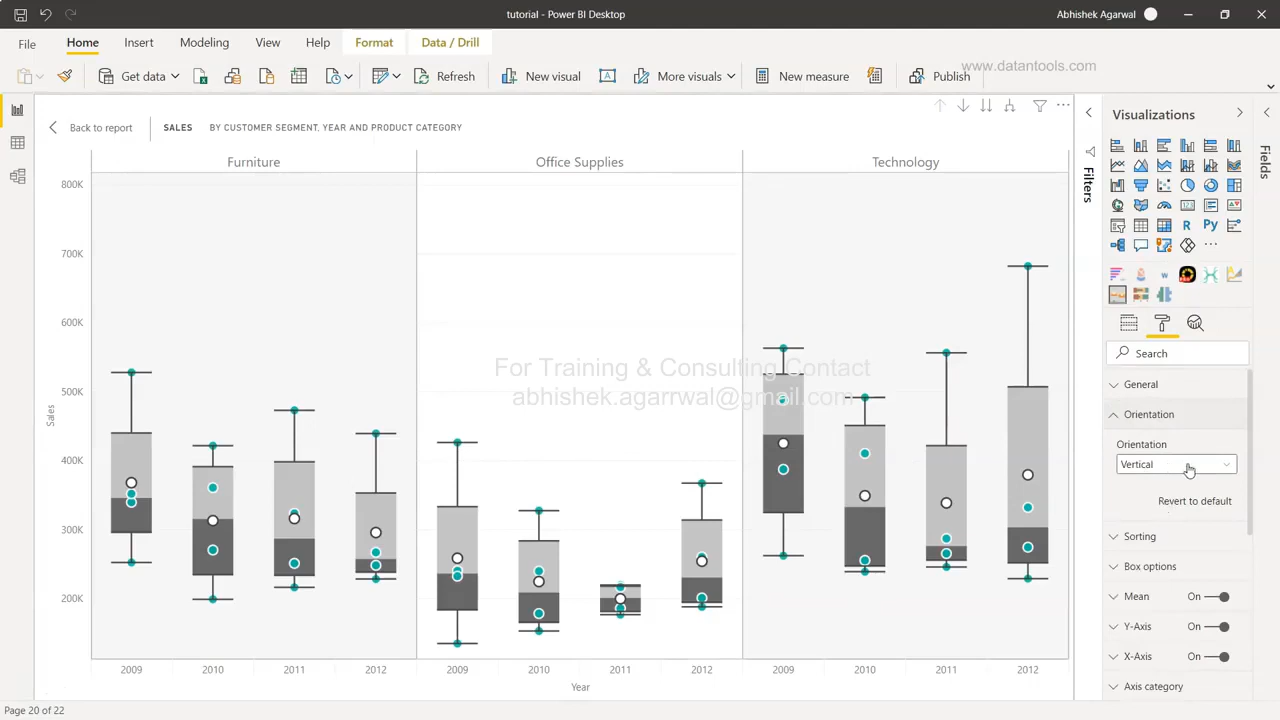 tutorial - Power BI Desktop
Abhishek Agarwal
File Home Insert Modeling View Help Format Data / Drill
Get data Refresh New visual More visuals New measure Publish
www.datantools.com
Back to report
SALES BY CUSTOMER SEGMENT, YEAR AND PRODUCT CATEGORY
Furniture Office Supplies Technology
800K
700K
600K
500K
400K
300K
200K
Sales
For Training & Consulting Contact
abhishek.agarrwal@gmail.com
2009 2010 2011 2012 2009 2010 2011 2012 2009 2010 2011 2012
Year
Filters
Visualizations
R Py
Search
General
Orientation
Orientation
Vertical
Revert to default
Sorting
Box options
Mean On
Y-Axis On
X-Axis On
Axis category
Fields
Page 20 of 22